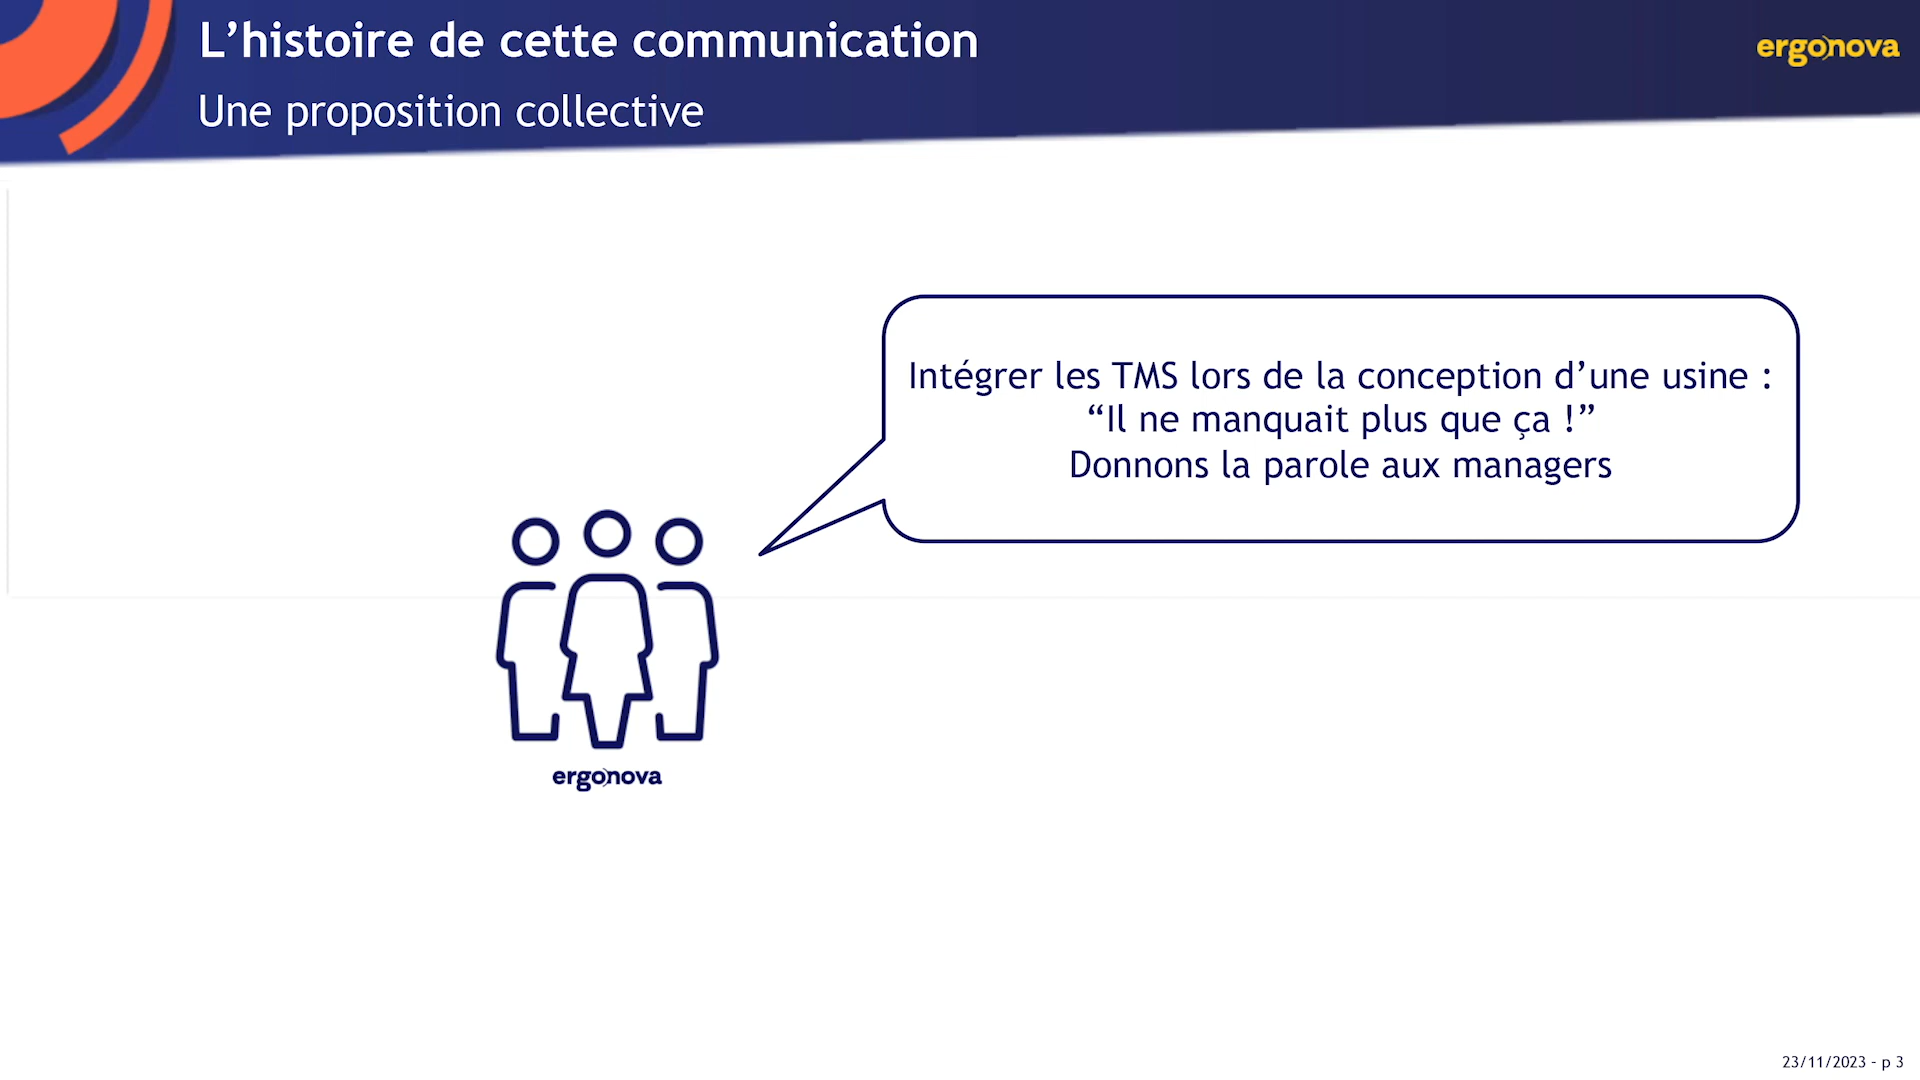 L’histoire de cette communication
ergonova
Une proposition collective
Intégrer les TMS lors de la conception d’une usine :
“Il ne manquait plus que ça !”
Donnons la parole aux managers
ergonova
23/11/2023 - p 3